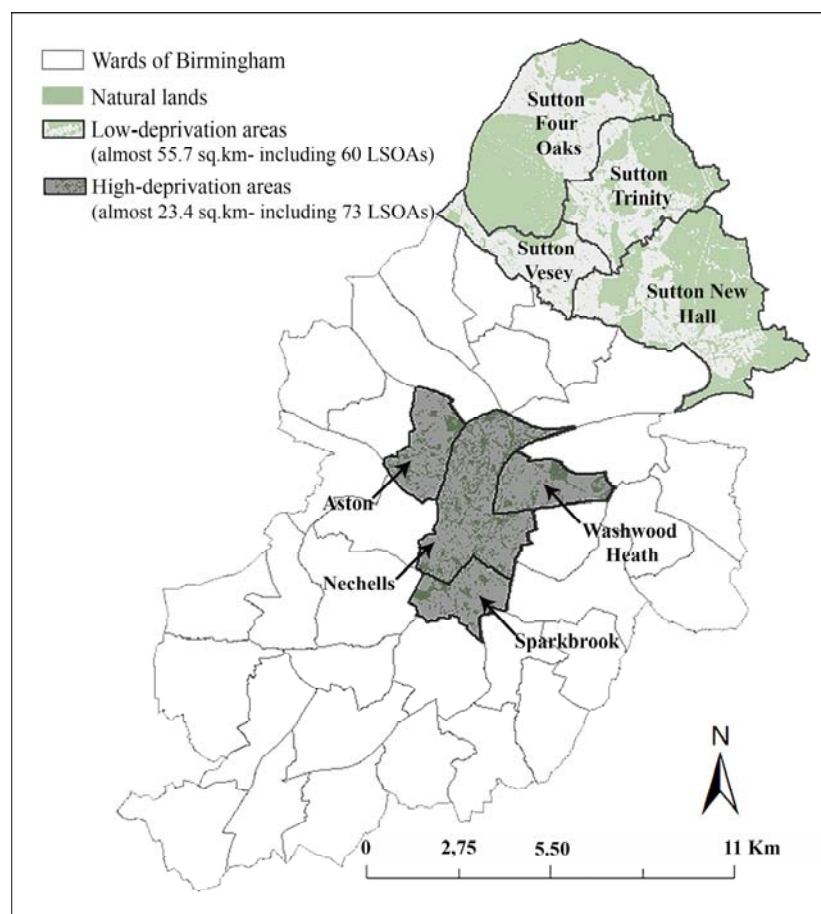 Wards of Birmingham
Natural lands
Low-deprivation areas
(almost 55.7 sq.km- including 60 LSOAs)
High-deprivation areas
(almost 23.4 sq.km- including 73 LSOAs)
Sutton
Four
Oaks
Sutton
Trinity
Sutton
Vesey
Sutton New
Hall
Aston
Washwood
Heath
Nechells
Sparkbrook
N
0
2,75
5.50
11 Km